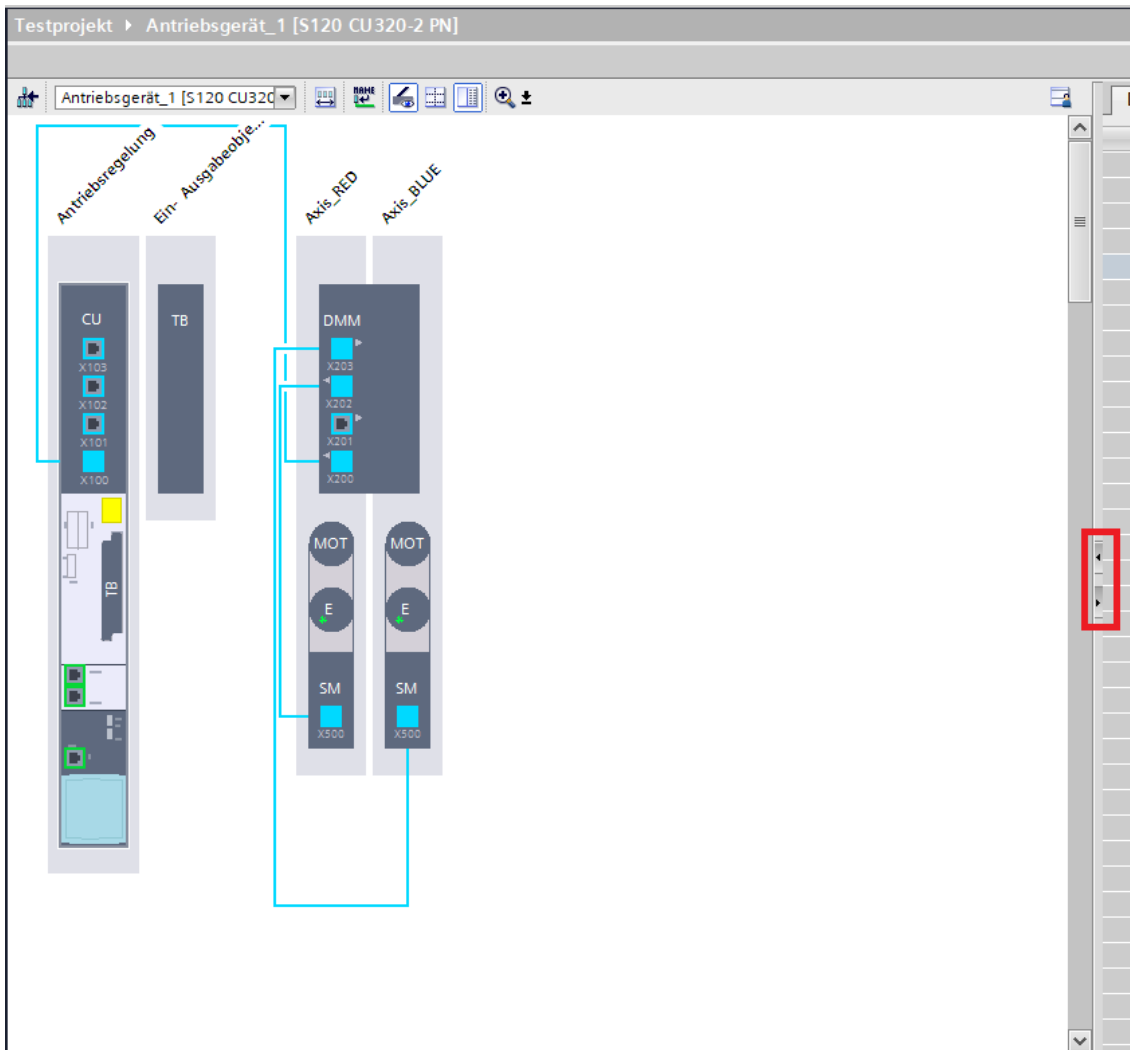 Testprojekt ▸ Antriebsgerät_1 [S120 CU320-2 PN]
Antriebsgerät_1 [S120 CU320
NAME
Antriebsregelung
Ein- Ausgabeobje...
Axis_RED
Axis_BLUE
CU
TB
DMM
X103
X203
X102
X202
X101
X201
X100
X200
TB
MOT
MOT
E
E
SM
SM
X500
X500